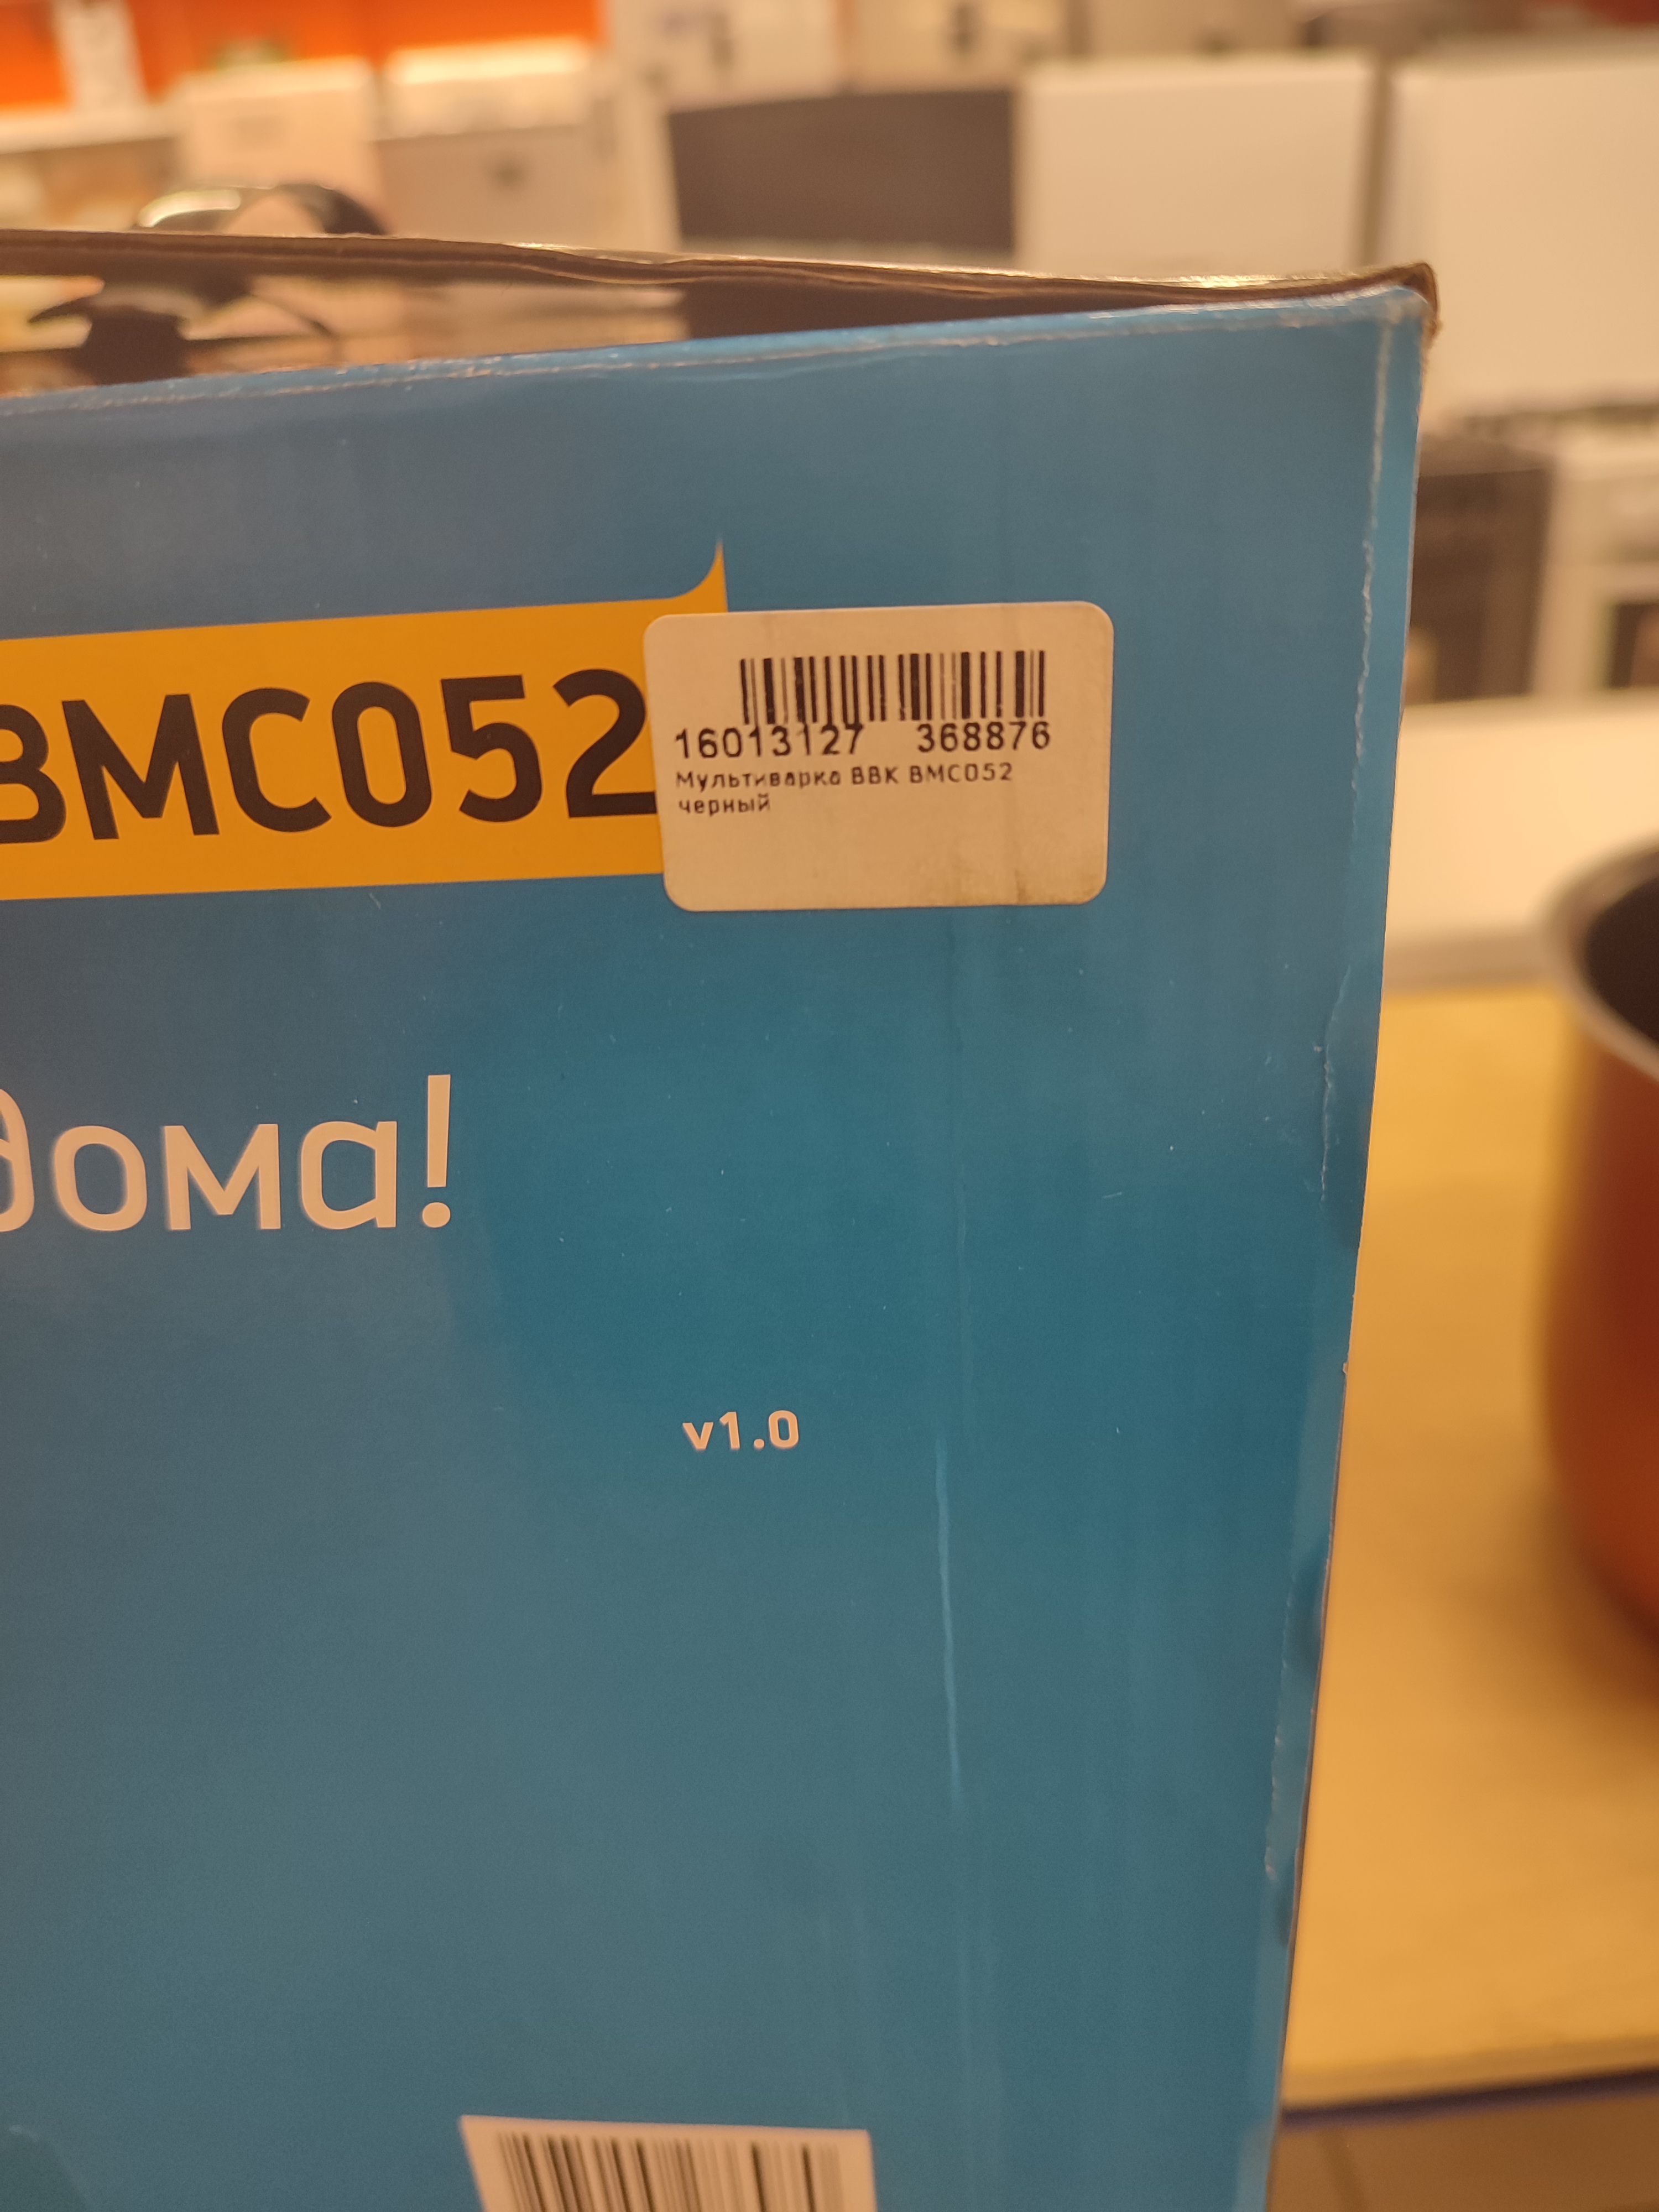 BMC052
16013127 368876
Мультиварка BBK BMC052
черный
дома!
v1.0